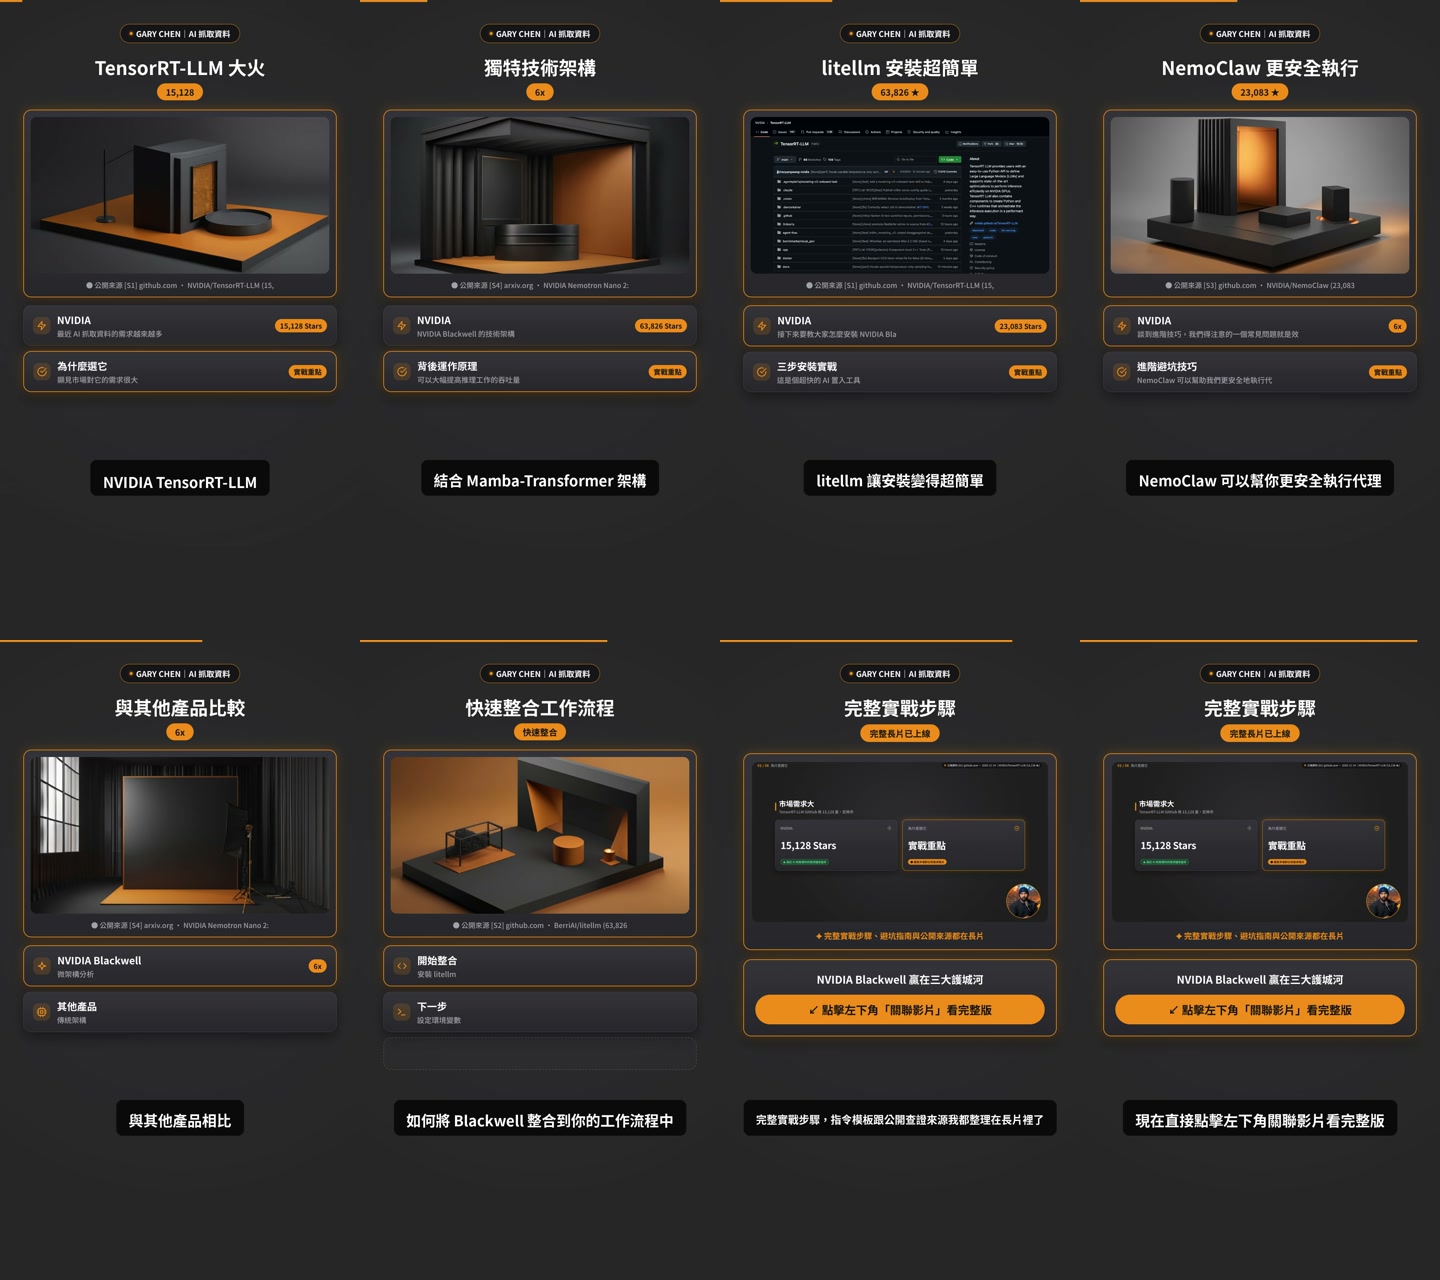 GARY CHEN｜AI 抓取資料
TensorRT-LLM 大火
15,128
公開來源 [S1] github.com ・ NVIDIA/TensorRT-LLM (15,
NVIDIA
最近 AI 抓取資料的需求越來越多
15,128 Stars
為什麼選它
顯見市場對它的需求很大
實戰重點
NVIDIA TensorRT-LLM
GARY CHEN｜AI 抓取資料
獨特技術架構
6x
公開來源 [S4] arxiv.org ・ NVIDIA Nemotron Nano 2:
NVIDIA
NVIDIA Blackwell 的技術架構
63,826 Stars
背後運作原理
可以大幅提高推理工作的吞吐量
實戰重點
結合 Mamba-Transformer 架構
GARY CHEN｜AI 抓取資料
litellm 安裝超簡單
63,826 ★
TensorRT-LLM
About
公開來源 [S1] github.com ・ NVIDIA/TensorRT-LLM (15,
NVIDIA
接下來要教大家怎麼安裝 NVIDIA Bla
23,083 Stars
三步安裝實戰
這是個超快的 AI 置入工具
實戰重點
litellm 讓安裝變得超簡單
GARY CHEN｜AI 抓取資料
NemoClaw 更安全執行
23,083 ★
公開來源 [S3] github.com ・ NVIDIA/NemoClaw (23,083
NVIDIA
談到進階技巧，我們得注意的一個常見問題就是效
6x
進階避坑技巧
NemoClaw 可以幫助我們更安全地執行代
實戰重點
NemoClaw 可以幫你更安全執行代理
GARY CHEN｜AI 抓取資料
與其他產品比較
6x
公開來源 [S4] arxiv.org ・ NVIDIA Nemotron Nano 2:
NVIDIA Blackwell
微架構分析
6x
其他產品
傳統架構
與其他產品相比
GARY CHEN｜AI 抓取資料
快速整合工作流程
快速整合
公開來源 [S2] github.com ・ BerriAI/litellm (63,826
開始整合
安裝 litellm
下一步
設定環境變數
如何將 Blackwell 整合到你的工作流程中
GARY CHEN｜AI 抓取資料
完整實戰步驟
完整長片已上線
市場需求大
15,128 Stars
實戰重點
✦ 完整實戰步驟、避坑指南與公開來源都在長片
NVIDIA Blackwell 贏在三大護城河
↙ 點擊左下角「關聯影片」看完整版
完整實戰步驟，指令模板跟公開查證來源我都整理在長片裡了
GARY CHEN｜AI 抓取資料
完整實戰步驟
完整長片已上線
市場需求大
15,128 Stars
實戰重點
✦ 完整實戰步驟、避坑指南與公開來源都在長片
NVIDIA Blackwell 贏在三大護城河
↙ 點擊左下角「關聯影片」看完整版
現在直接點擊左下角關聯影片看完整版